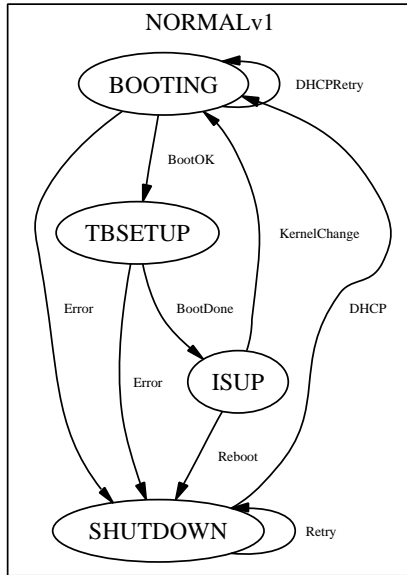 NORMALv1
BOOTING
DHCPRetry
BootOK
TBSETUP
KernelChange
Error
BootDone
DHCP
ISUP
Error
Reboot
SHUTDOWN
Retry